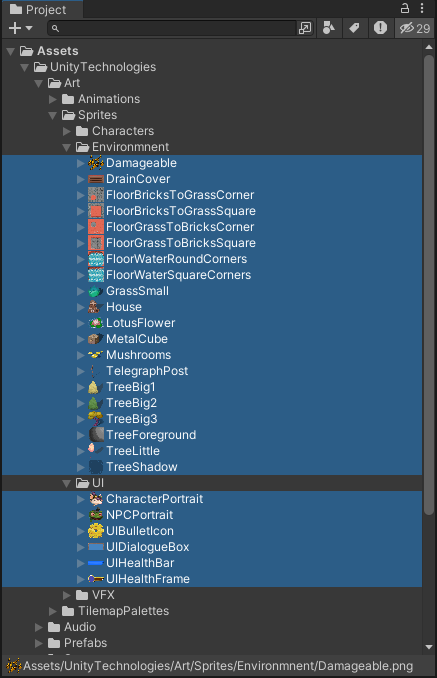 Project
29
Assets
UnityTechnologies
Art
Animations
Sprites
Characters
Environmnent
Damageable
DrainCover
FloorBricksToGrassCorner
FloorBricksToGrassSquare
FloorGrassToBricksCorner
FloorGrassToBricksSquare
FloorWaterRoundCorners
FloorWaterSquareCorners
GrassSmall
House
LotusFlower
MetalCube
Mushrooms
TelegraphPost
TreeBig1
TreeBig2
TreeBig3
TreeForeground
TreeLittle
TreeShadow
UI
CharacterPortrait
NPCPortrait
UIBulletIcon
UIDialogueBox
UIHealthBar
UIHealthFrame
VFX
TilemapPalettes
Audio
Prefabs
Assets/UnityTechnologies/Art/Sprites/Environmnent/Damageable.png